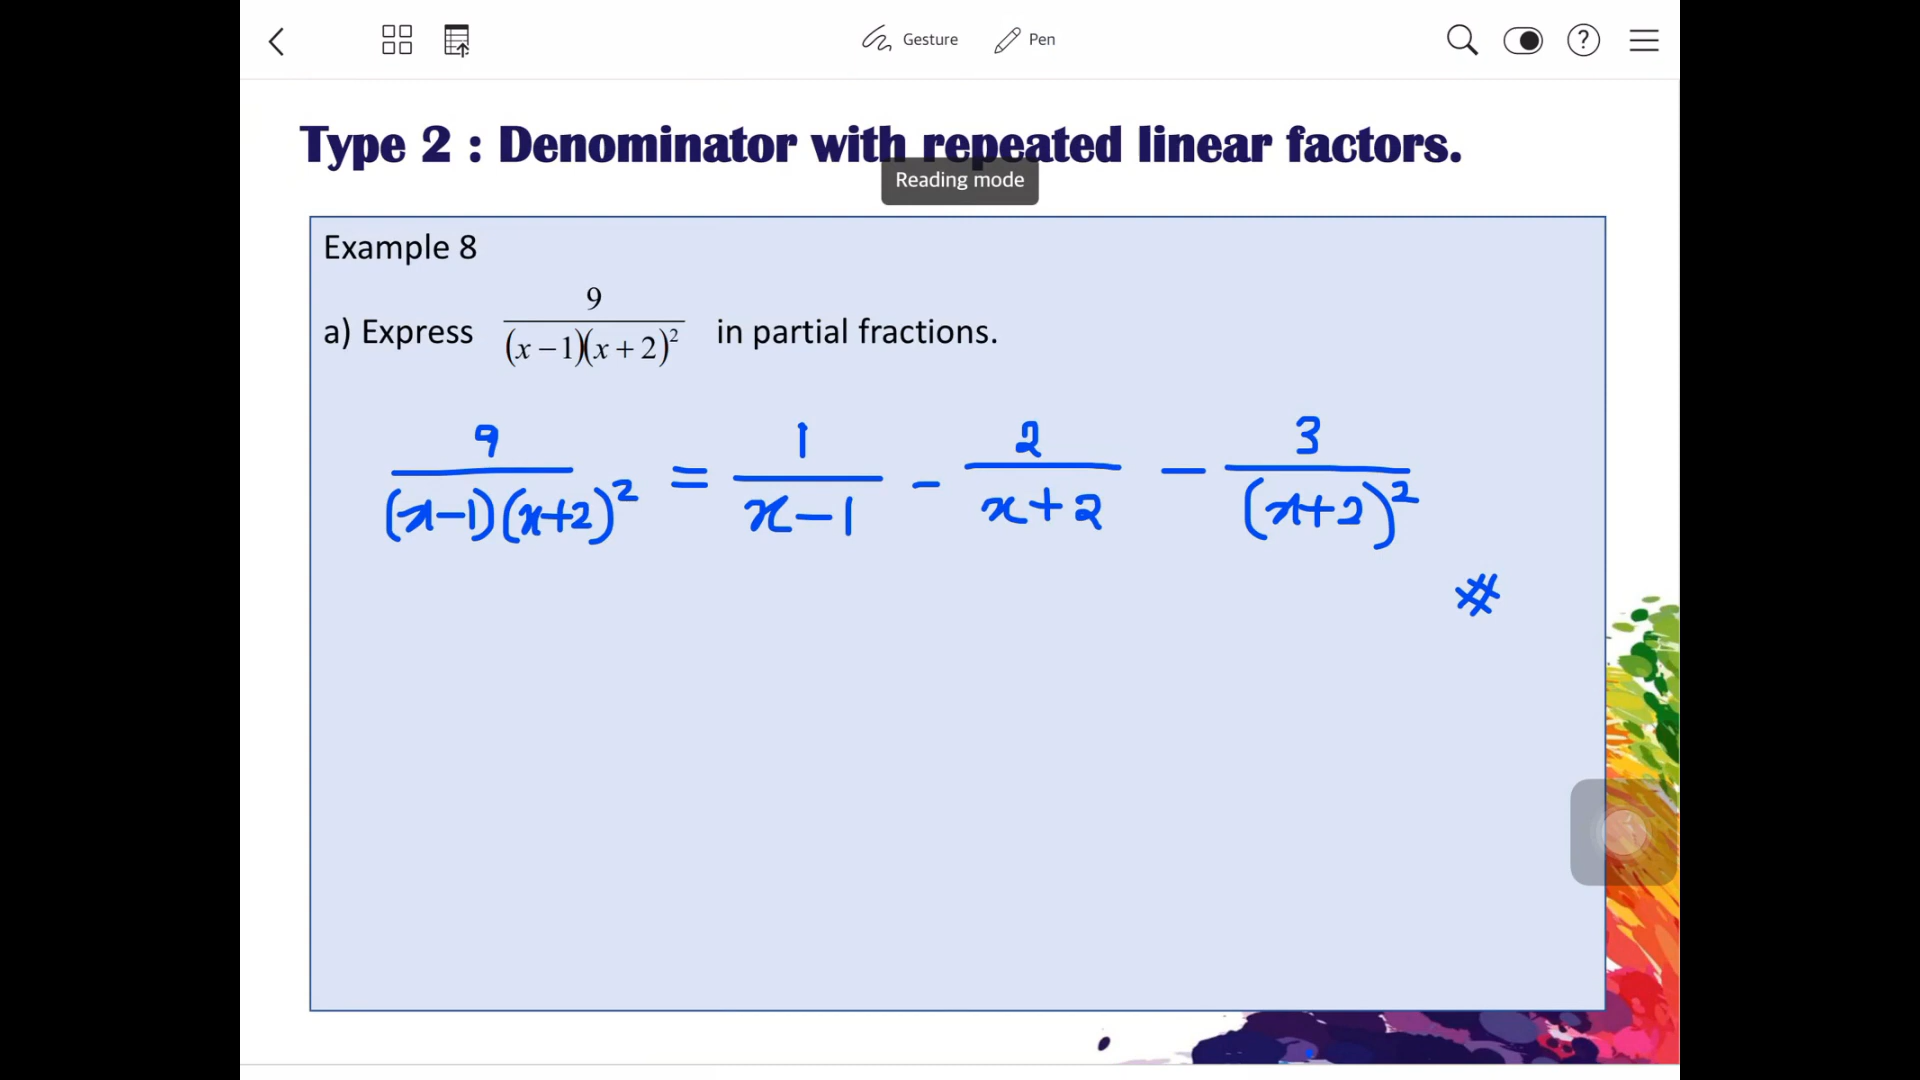 Gesture Pen ?
Type 2 : Denominator with repeated linear factors.
Reading mode
Example 8
a) Express 9/((x−1)(x+2)²) in partial fractions.
9/((x−1)(x+2)²) = 1/(x−1) − 2/(x+2) − 3/(x+2)²
#